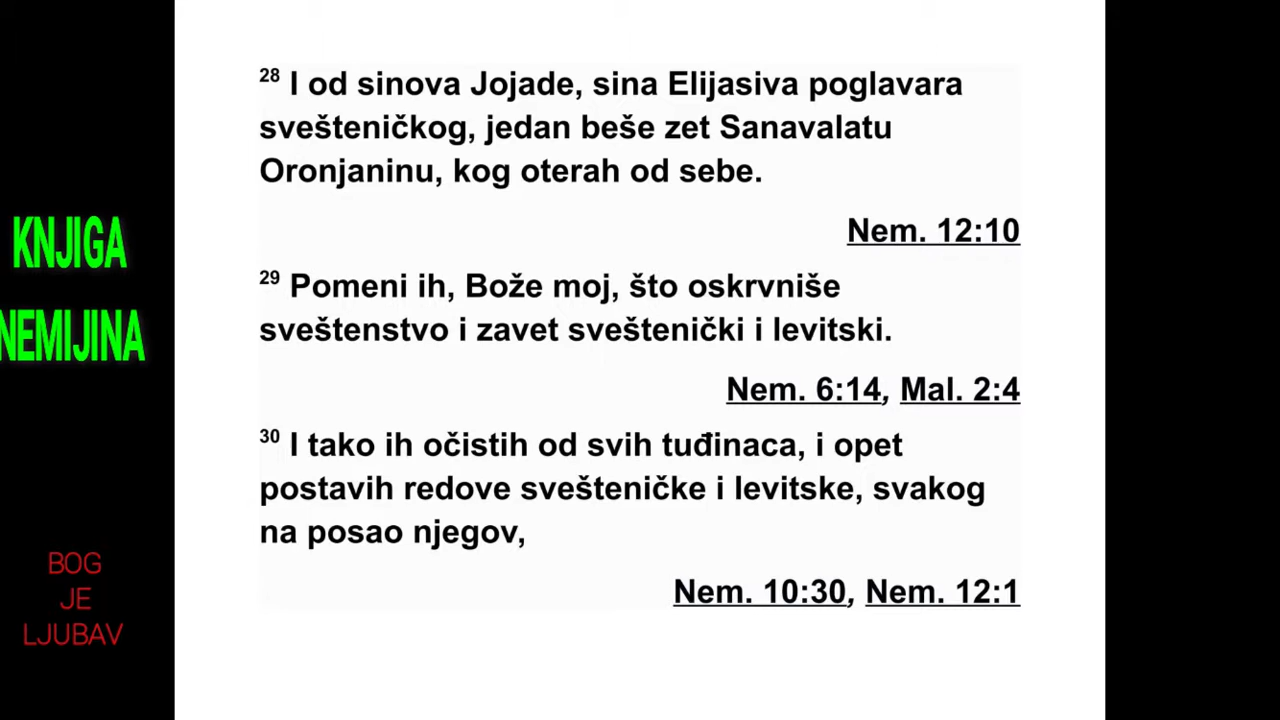 KNJIGA
NEMIJINA
BOG
JE
LJUBAV
28 I od sinova Jojade, sina Elijasiva poglavara
svešteničkog, jedan beše zet Sanavalatu
Oronjaninu, kog oterah od sebe.
Nem. 12:10
29 Pomeni ih, Bože moj, što oskrvniše
sveštenstvo i zavet sveštenički i levitski.
Nem. 6:14, Mal. 2:4
30 I tako ih očistih od svih tuđinaca, i opet
postavih redove svešteničke i levitske, svakog
na posao njegov,
Nem. 10:30, Nem. 12:1